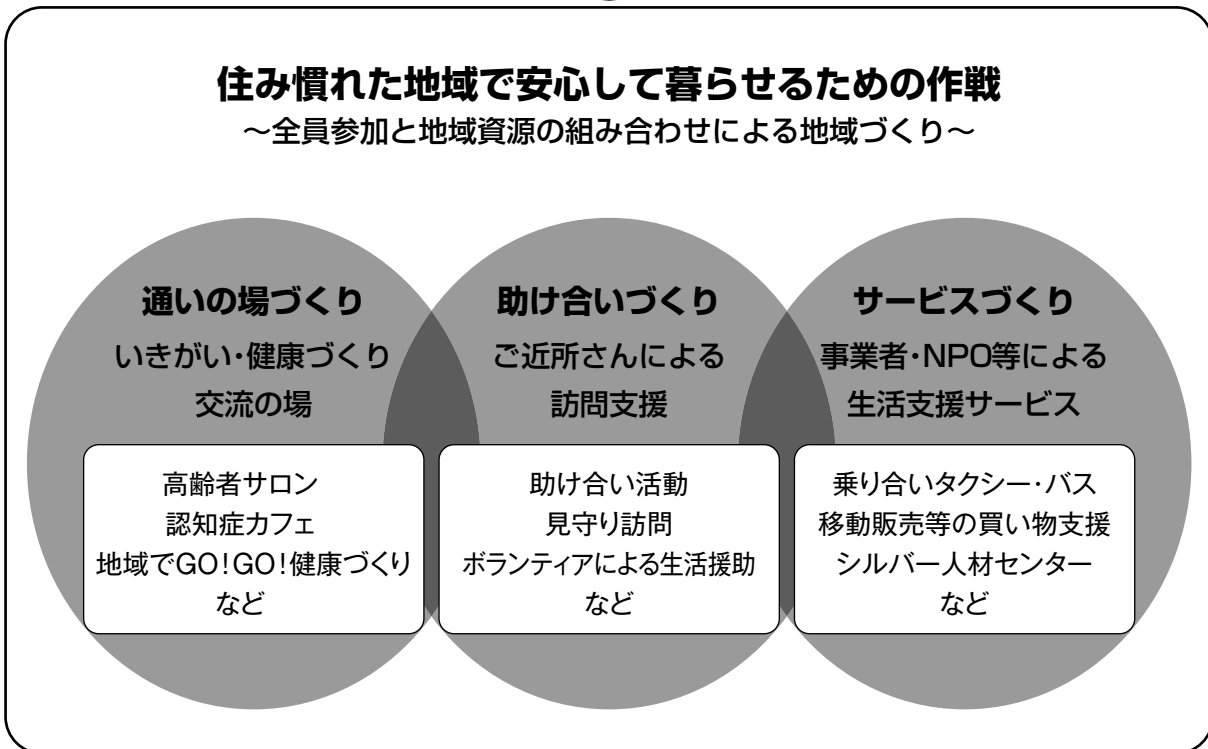 住み慣れた地域で安心して暮らせるための作戦
～全員参加と地域資源の組み合わせによる地域づくり～
通いの場づくり
いきがい・健康づくり
交流の場
高齢者サロン
認知症カフェ
地域でGO!GO!健康づくり
など
助け合いづくり
ご近所さんによる
訪問支援
助け合い活動
見守り訪問
ボランティアによる生活援助
など
サービスづくり
事業者・NPO等による
生活支援サービス
乗り合いタクシー・バス
移動販売等の買い物支援
シルバー人材センター
など